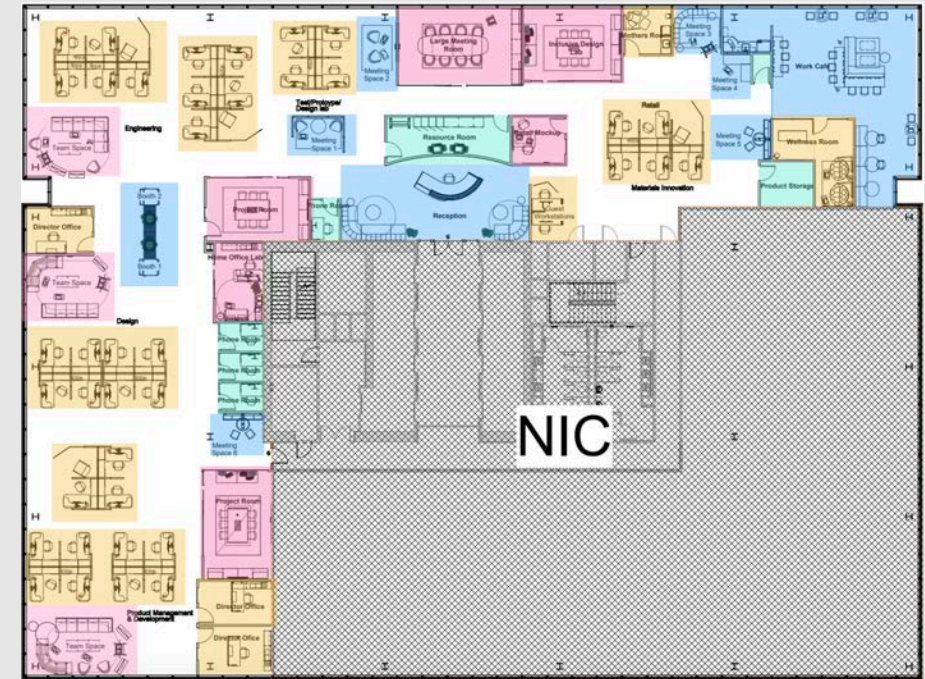 Large Meeting
Room
Inclusive Design
Lab
Mothers Room
Meeting
Space 3
Meeting
Space 2
Meeting
Space 4
Work Café
Test/Prototype/
Design lab
Meeting
Space 1
Engineering
Team Space
Resource Room
Retail Mockup
Retail
Meeting
Space 5
Wellness Room
Materials Innovation
Product Storage
Booth 2
Booth 1
Director Office
Project Room
Phone Room
Reception
Guest
Workstations
Team Space
Home Office Lab
Design
Phone Room
Phone Room
Phone Room
Meeting
Space 6
NIC
Project Room
Product Management
& Development
Team Space
Director Office
Director Office